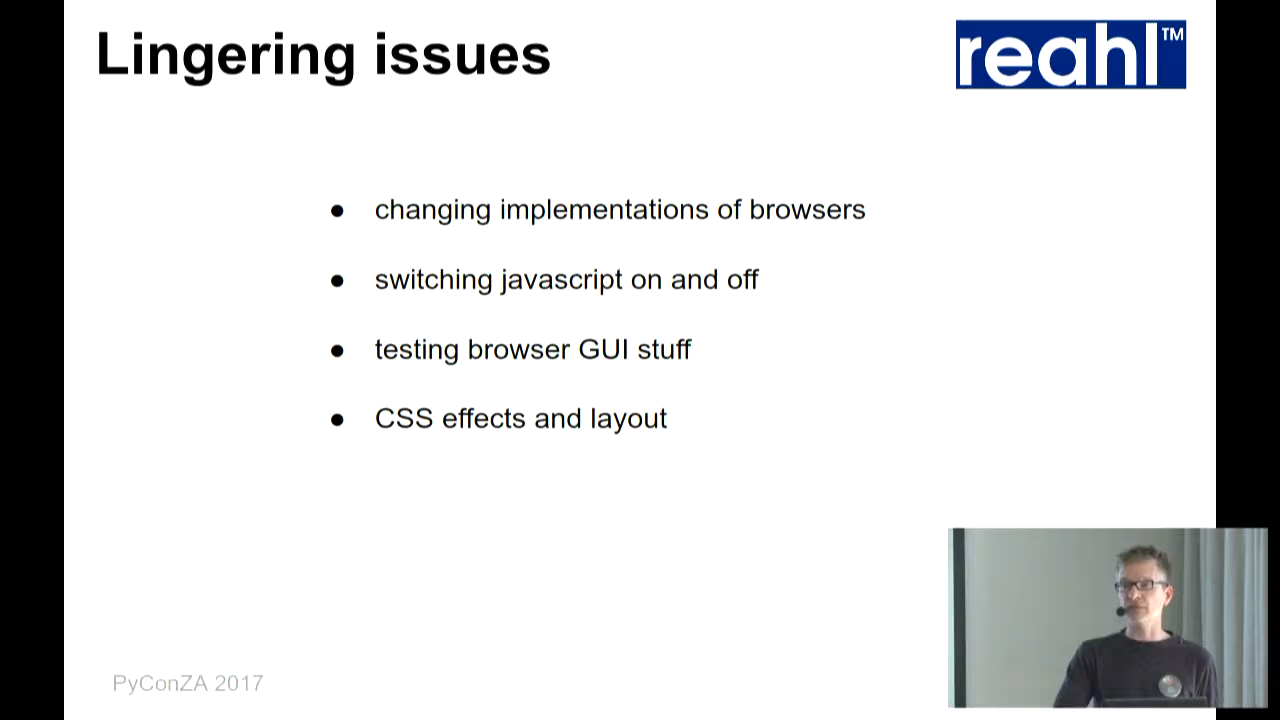 Lingering issues
reahl™
● changing implementations of browsers
● switching javascript on and off
● testing browser GUI stuff
● CSS effects and layout
PyConZA 2017